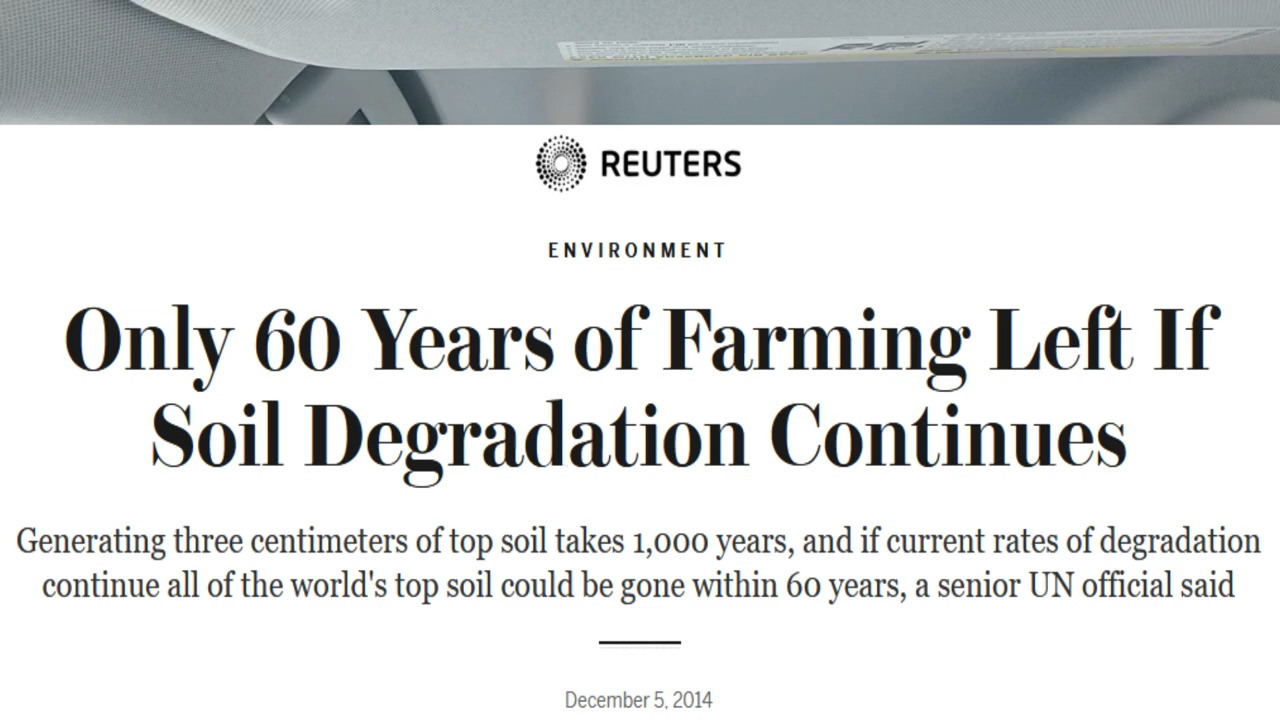 REUTERS
ENVIRONMENT
Only 60 Years of Farming Left If
Soil Degradation Continues
Generating three centimeters of top soil takes 1,000 years, and if current rates of degradation
continue all of the world's top soil could be gone within 60 years, a senior UN official said
December 5, 2014